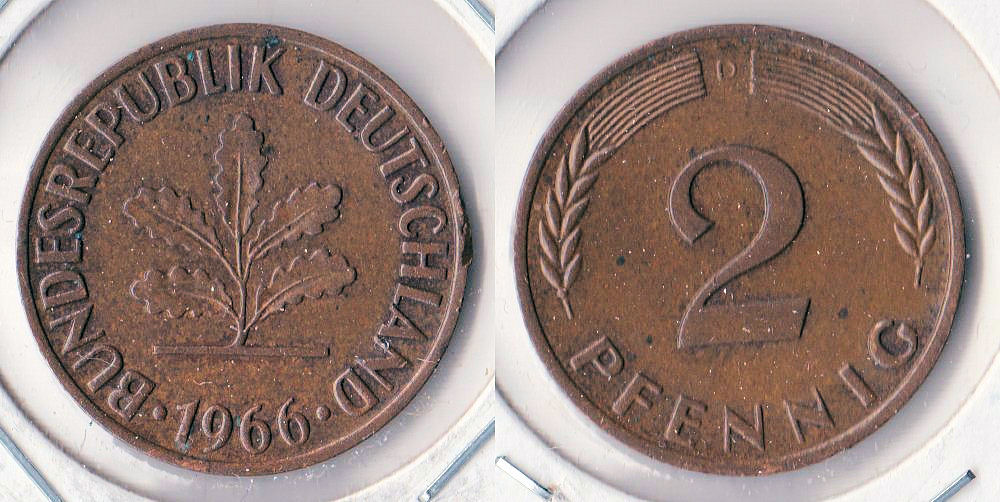 BUNDESREPUBLIK DEUTSCHLAND
· 1966 ·
D
2
PFENNIG